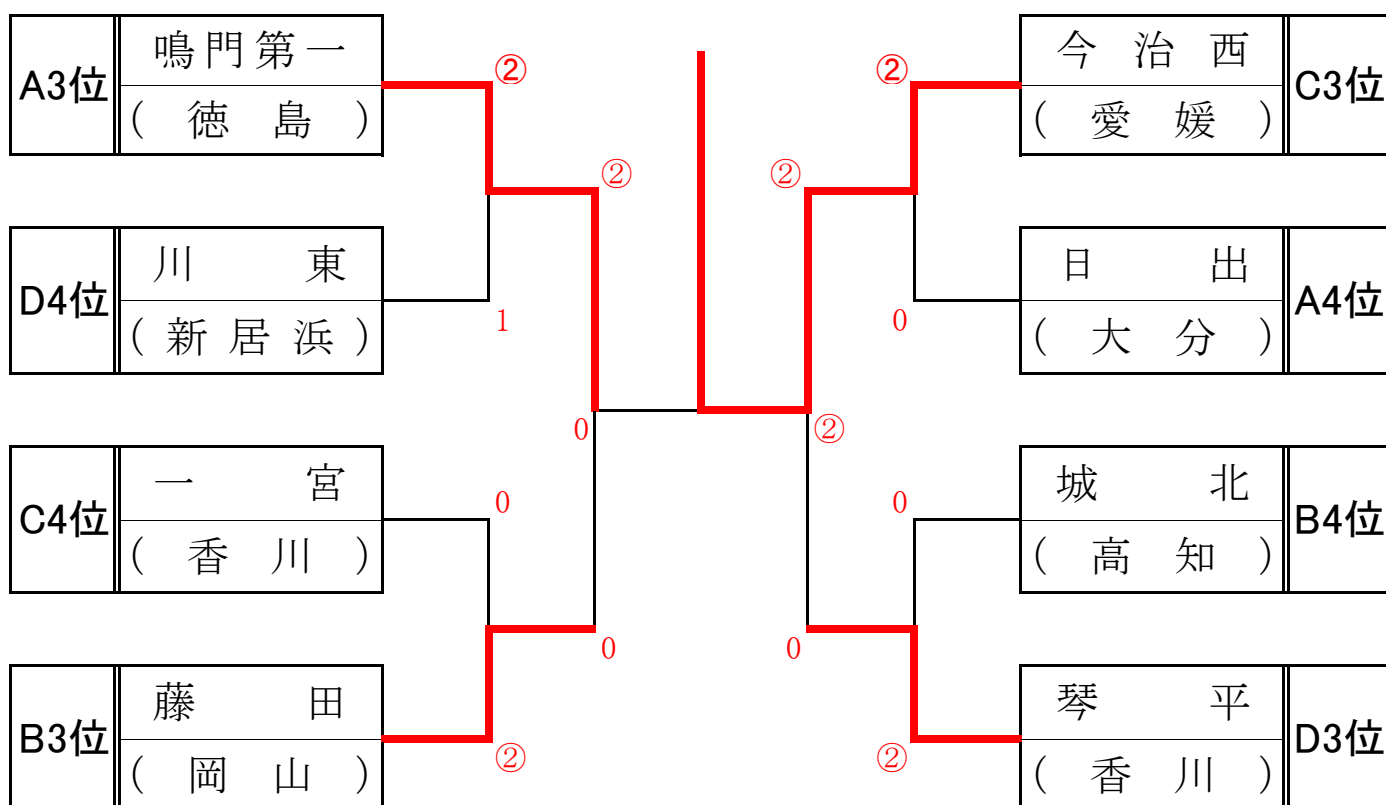 A3位
鳴門第一
(徳島)
②
②
今治西
(愛媛)
C3位
②
②
D4位
川東
(新居浜)
1
0
日出
(大分)
A4位
0
②
C4位
一宮
(香川)
0
0
城北
(高知)
B4位
0
0
B3位
藤田
(岡山)
②
②
琴平
(香川)
D3位